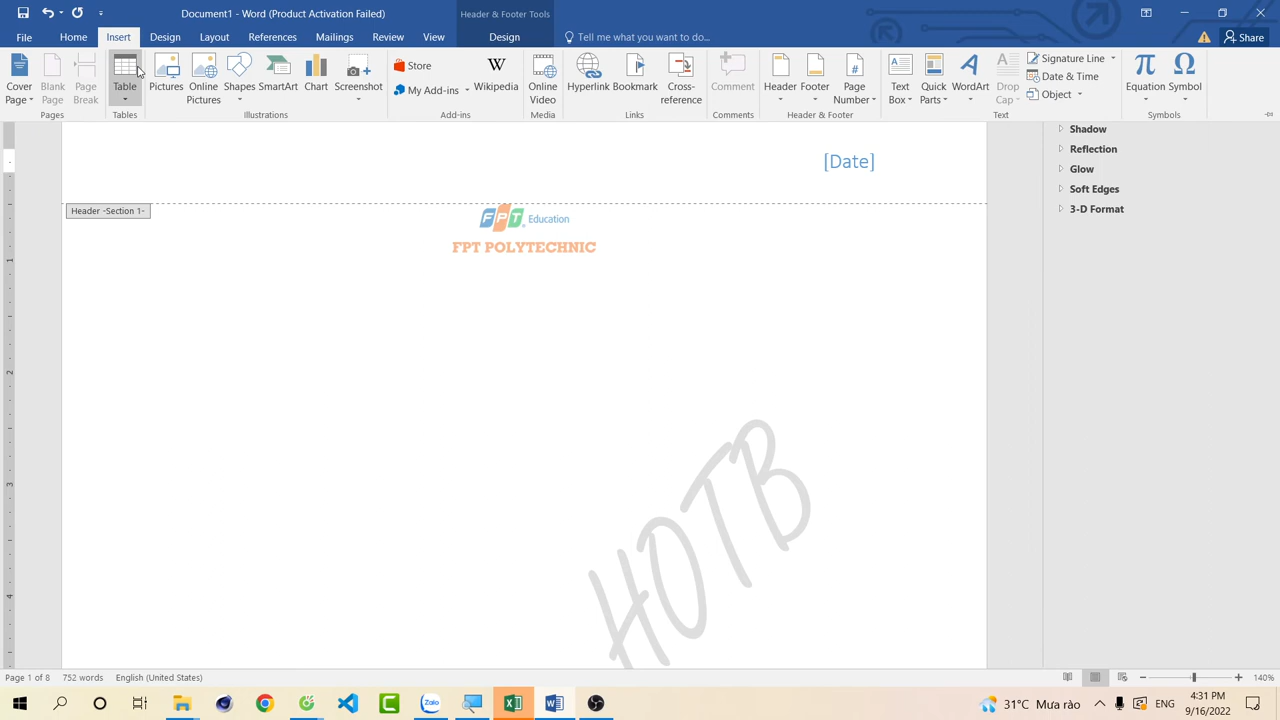 Document1 - Word (Product Activation Failed)
Header & Footer Tools
File
Home
Insert
Design
Layout
References
Mailings
Review
View
Design
Tell me what you want to do...
Share
Cover Page
Blank Page
Page Break
Table
Pictures
Online Pictures
Shapes
SmartArt
Chart
Screenshot
Store
My Add-ins
W
Wikipedia
Online Video
Hyperlink
Bookmark
Cross-reference
Comment
Header
Footer
Page Number
Text Box
Quick Parts
WordArt
Drop Cap
Signature Line
Date & Time
Object
Equation
Symbol
Pages
Tables
Illustrations
Add-ins
Media
Links
Comments
Header & Footer
Text
Symbols
[Date]
Header -Section 1-
FPT Education
FPT POLYTECHNIC
HOTB
Shadow
Reflection
Glow
Soft Edges
3-D Format
1
2
3
4
Page 1 of 8
752 words
English (United States)
140%
Zalo
31°C Mưa rào
ENG
4:31 PM
9/16/2022